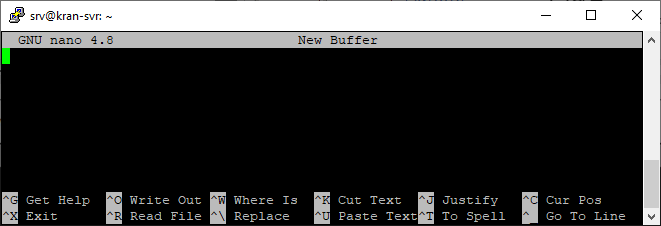 srv@kran-svr: ~
GNU nano 4.8 New Buffer
^G Get Help ^O Write Out ^W Where Is ^K Cut Text ^J Justify ^C Cur Pos
^X Exit ^R Read File ^\ Replace ^U Paste Text^T To Spell ^_ Go To Line